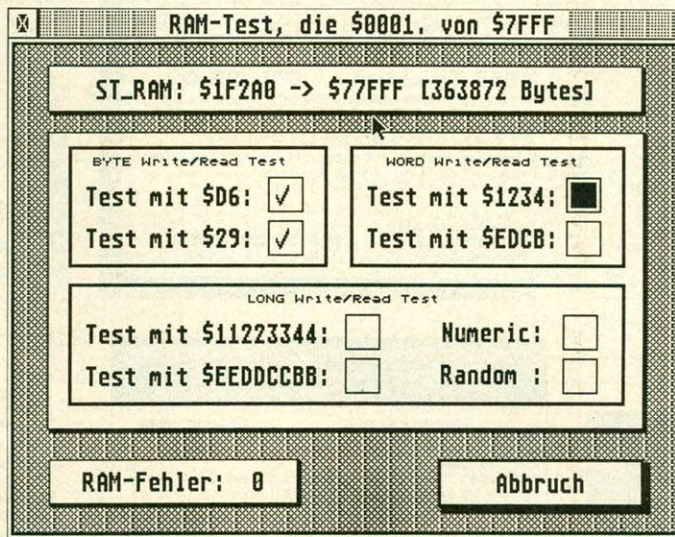 RAM-Test, die $0001. von $7FFF
ST_RAM: $1F2A0 -> $77FFF [363872 Bytes]
BYTE Write/Read Test
Test mit $D6:
Test mit $29:
WORD Write/Read Test
Test mit $1234:
Test mit $EDCB:
LONG Write/Read Test
Test mit $11223344:
Numeric:
Test mit $EEDDCCBB:
Random :
RAM-Fehler: 0
Abbruch